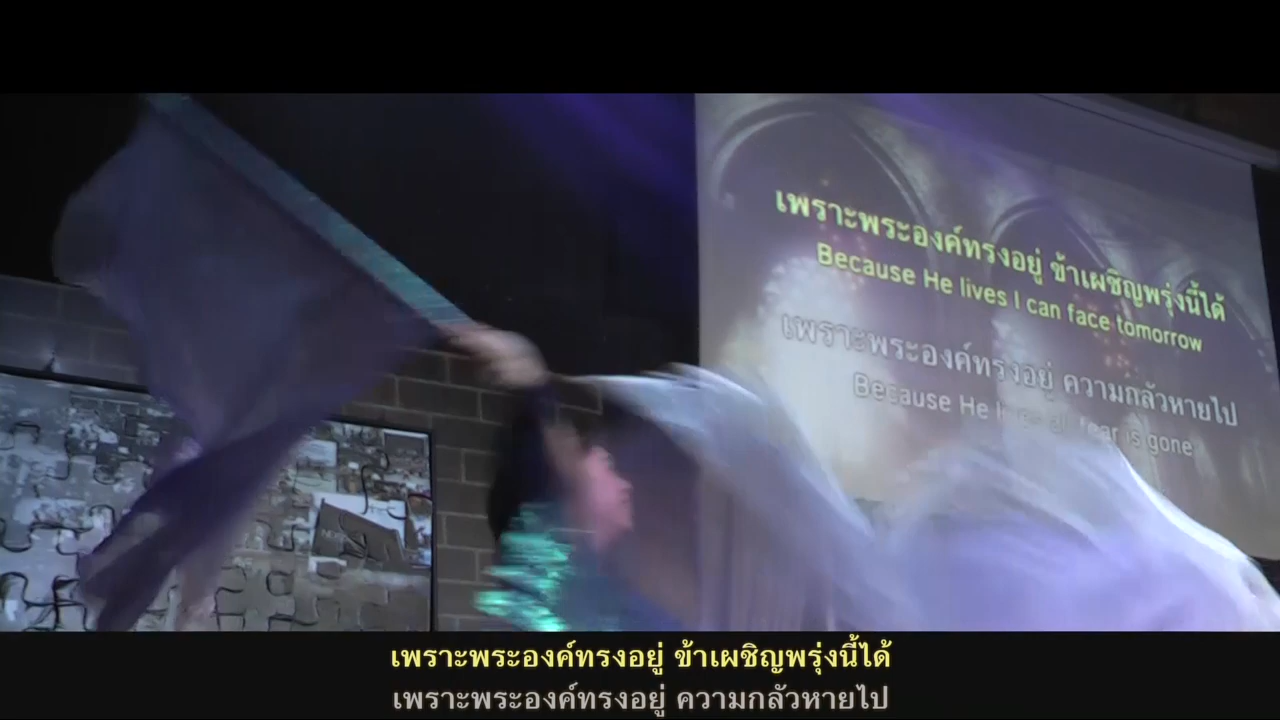 เพราะพระองค์ทรงอยู่ ข้าเผชิญพรุ่งนี้ได้
Because He lives I can face tomorrow
เพราะพระองค์ทรงอยู่ ความกลัวหายไป
Because He lives all fear is gone
เพราะพระองค์ทรงอยู่ ข้าเผชิญพรุ่งนี้ได้
เพราะพระองค์ทรงอยู่ ความกลัวหายไป